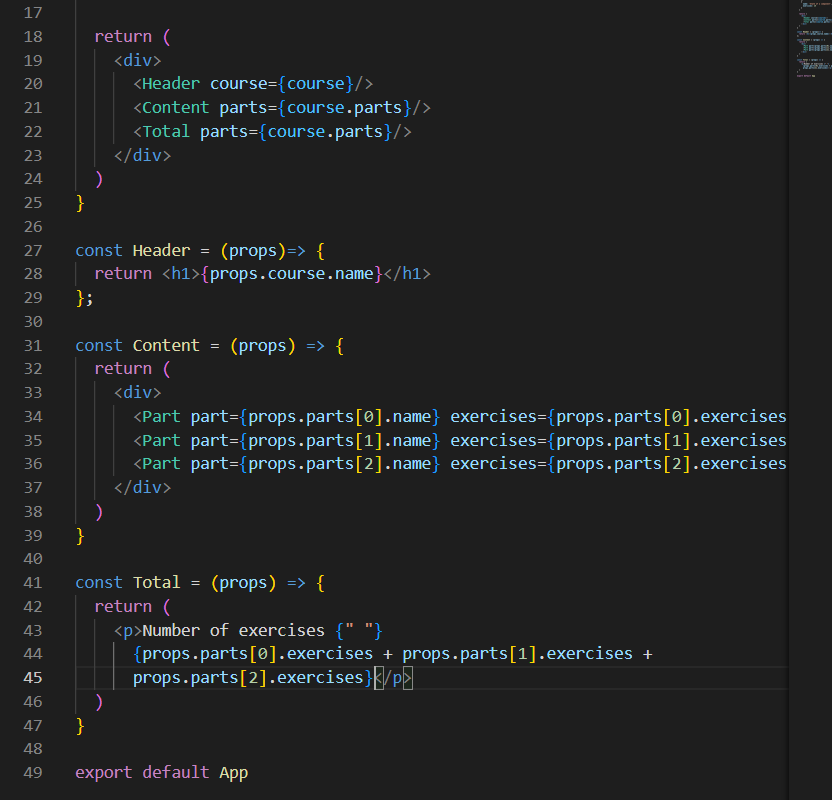 17
18 return (
19 <div>
20 <Header course={course}/>
21 <Content parts={course.parts}/>
22 <Total parts={course.parts}/>
23 </div>
24 )
25 }
26
27 const Header = (props)=> {
28 return <h1>{props.course.name}</h1>
29 };
30
31 const Content = (props) => {
32 return (
33 <div>
34 <Part part={props.parts[0].name} exercises={props.parts[0].exercises
35 <Part part={props.parts[1].name} exercises={props.parts[1].exercises
36 <Part part={props.parts[2].name} exercises={props.parts[2].exercises
37 </div>
38 )
39 }
40
41 const Total = (props) => {
42 return (
43 <p>Number of exercises {" "}
44 {props.parts[0].exercises + props.parts[1].exercises +
45 props.parts[2].exercises}</p>
46 )
47 }
48
49 export default App